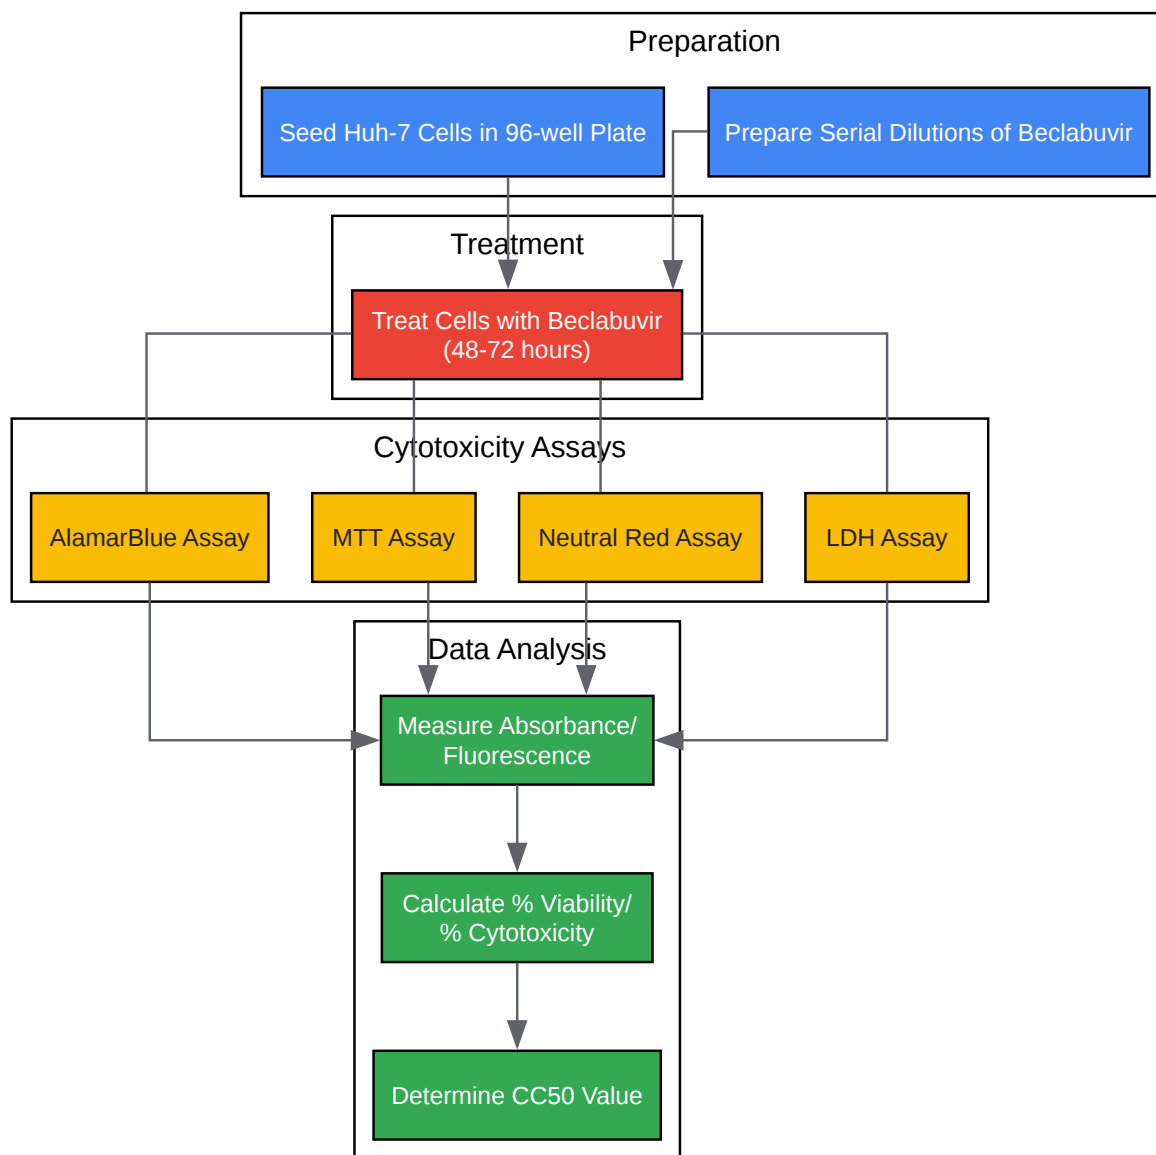 Preparation
Seed Huh-7 Cells in 96-well Plate
Prepare Serial Dilutions of Beclabuvir
Treatment
Treat Cells with Beclabuvir
(48-72 hours)
Cytotoxicity Assays
AlamarBlue Assay
MTT Assay
Neutral Red Assay
LDH Assay
Data Analysis
Measure Absorbance/
Fluorescence
Calculate % Viability/
% Cytotoxicity
Determine CC50 Value